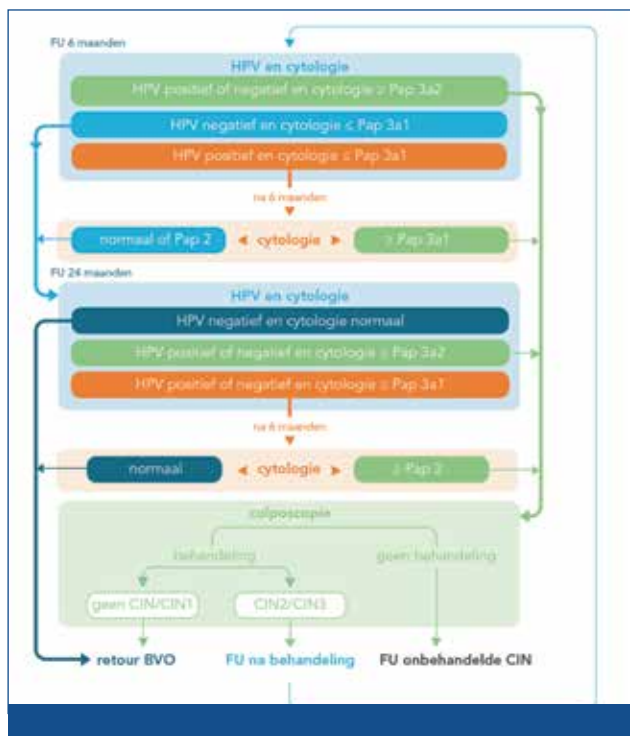 FU 6 maanden
HPV en cytologie
HPV positief of negatief en cytologie ≥ Pap 3a2
HPV negatief en cytologie ≤ Pap 3a1
HPV positief en cytologie ≤ Pap 3a1
na 6 maanden
normaal of Pap 2
cytologie
≥ Pap 3a1
FU 24 maanden
HPV en cytologie
HPV negatief en cytologie normaal
HPV positief of negatief en cytologie ≥ Pap 3a2
HPV positief of negatief en cytologie ≤ Pap 3a1
na 6 maanden
normaal
cytologie
≥ Pap 2
colposcopie
behandeling
geen behandeling
geen CIN/CIN1
CIN2/CIN3
retour BVO
FU na behandeling
FU onbehandelde CIN